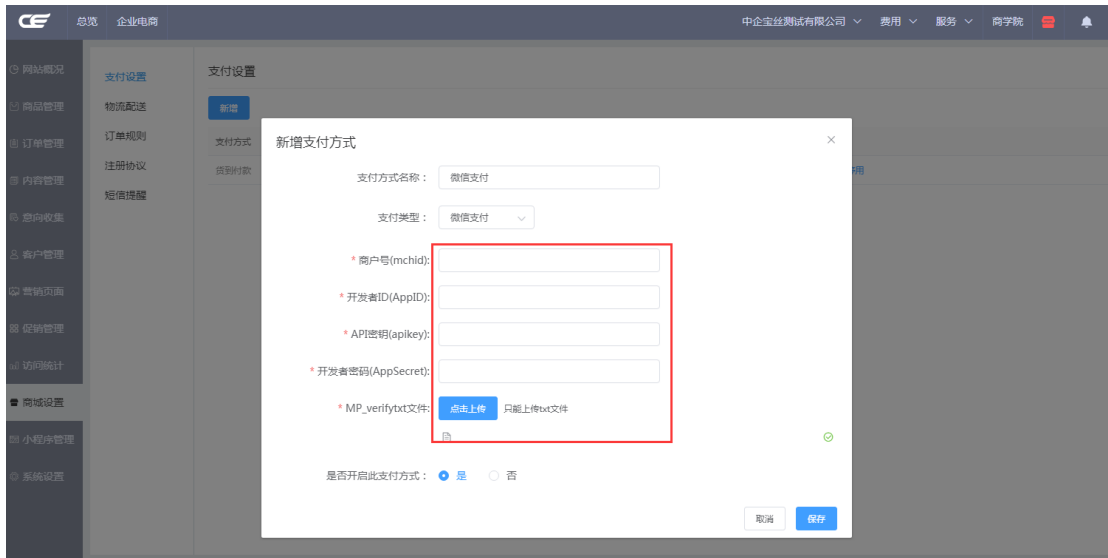 CE 总览 企业电商 中企宝丝测试有限公司 费用 服务 商学院
网站概况
商品管理
订单管理
内容管理
意向收集
客户管理
营销页面
促销管理
访问统计
商城设置
小程序管理
系统设置
支付设置
物流配送
订单规则
注册协议
短信提醒
支付设置
新增
支付方式
货到付款
新增支付方式
支付方式名称： 微信支付
支付类型： 微信支付
* 商户号(mchid):
* 开发者ID(AppID):
* API密钥(apikey):
* 开发者密码(AppSecret):
* MP_verifytxt文件: 点击上传 只能上传txt文件
是否开启此支付方式： 是 否
取消 保存